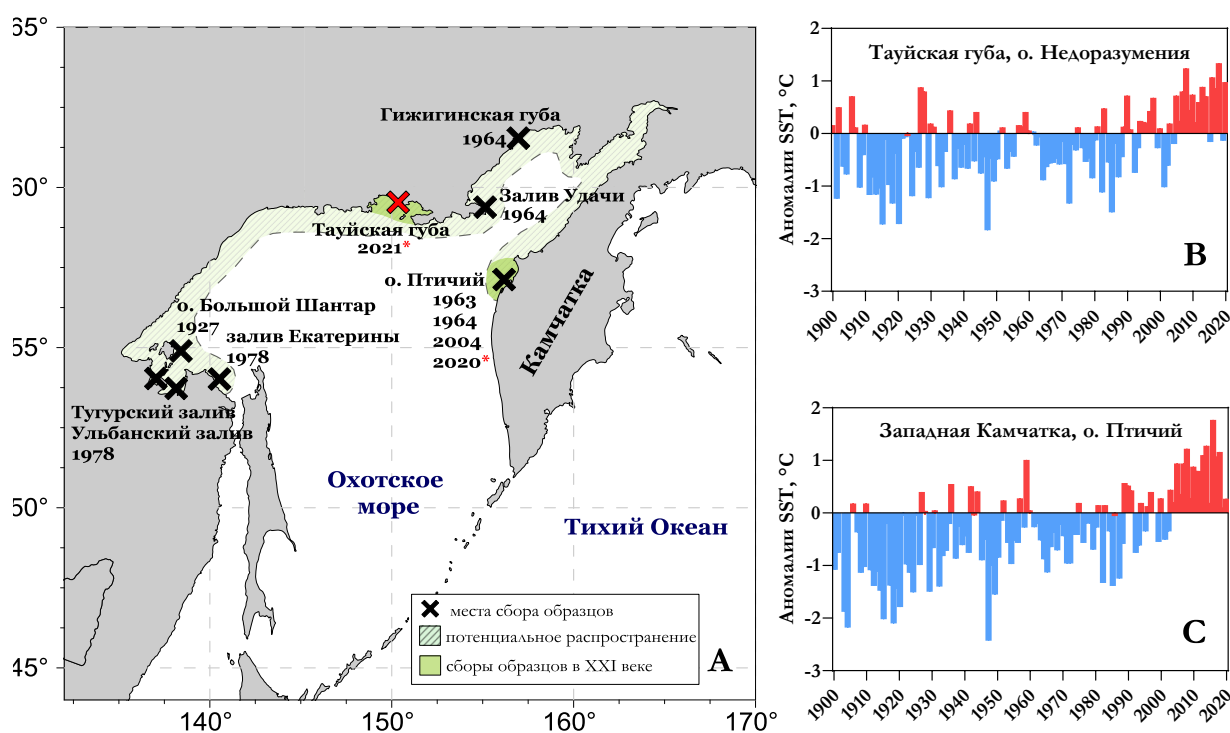 65°
60°
55°
50°
45°
140°
150°
160°
170°
Гижигинская губа
1964
Залив Удачи
1964
Тауйская губа
2021*
о. Птичий
1963
1964
2004
2020*
Камчатка
о. Большой Шантар
1927
залив Екатерины
1978
Тугурский залив
Ульбанский залив
1978
Охотское
море
Тихий Океан
места сбора образцов
потенциальное распространение
сборы образцов в XXI веке
A
Тауйская губа, о. Недоразумения
Аномалии SST, °C
2
1
0
-1
-2
-3
B
1900
1910
1920
1930
1940
1950
1960
1970
1980
1990
2000
2010
2020
Западная Камчатка, о. Птичий
Аномалии SST, °C
2
1
0
-1
-2
-3
C
1900
1910
1920
1930
1940
1950
1960
1970
1980
1990
2000
2010
2020